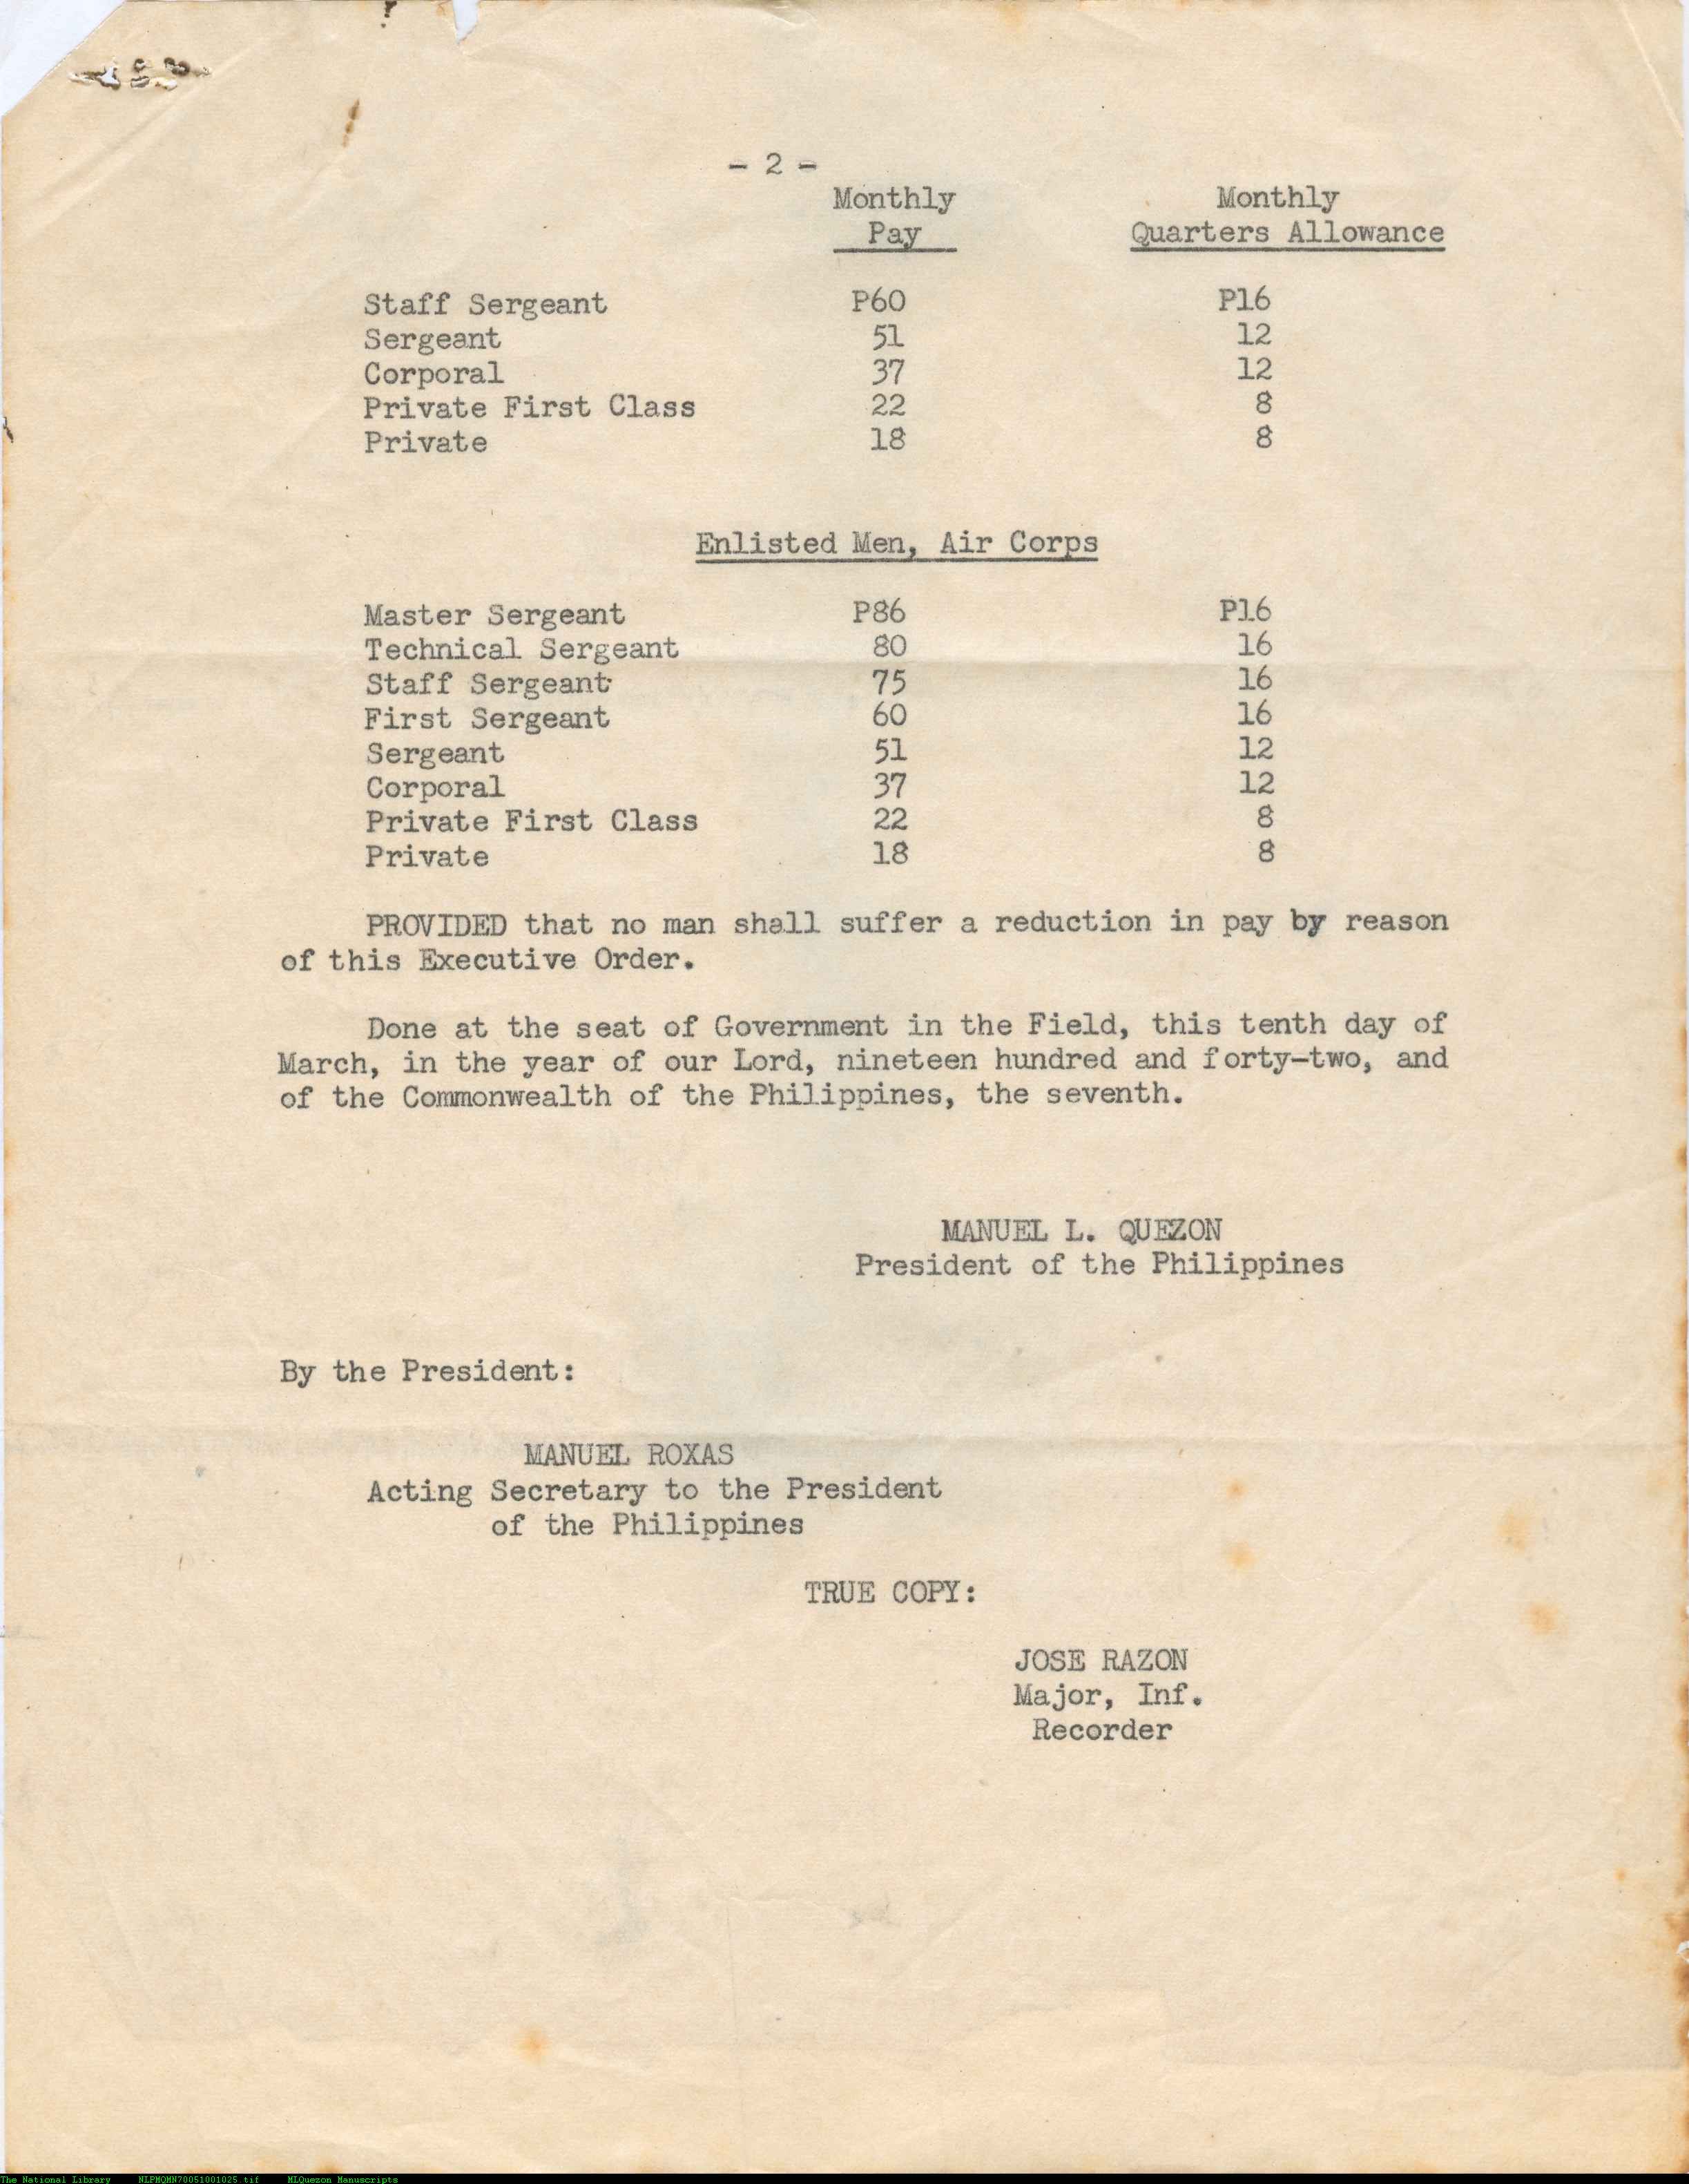 - 2 -
Monthly Monthly
Pay Quarters Allowance
Staff Sergeant P60 P16
Sergeant 51 12
Corporal 37 12
Private First Class 22 8
Private 18 8
Enlisted Men, Air Corps
Master Sergeant P86 P16
Technical Sergeant 80 16
Staff Sergeant 75 16
First Sergeant 60 16
Sergeant 51 12
Corporal 37 12
Private First Class 22 8
Private 18 8
PROVIDED that no man shall suffer a reduction in pay by reason
of this Executive Order.
Done at the seat of Government in the Field, this tenth day of
March, in the year of our Lord, nineteen hundred and forty-two, and
of the Commonwealth of the Philippines, the seventh.
MANUEL L. QUEZON
President of the Philippines
By the President:
MANUEL ROXAS
Acting Secretary to the President
of the Philippines
TRUE COPY:
JOSE RAZON
Major, Inf.
Recorder
The National Library NLPMQMN70051001025.tif MLQuezon Manuscripts